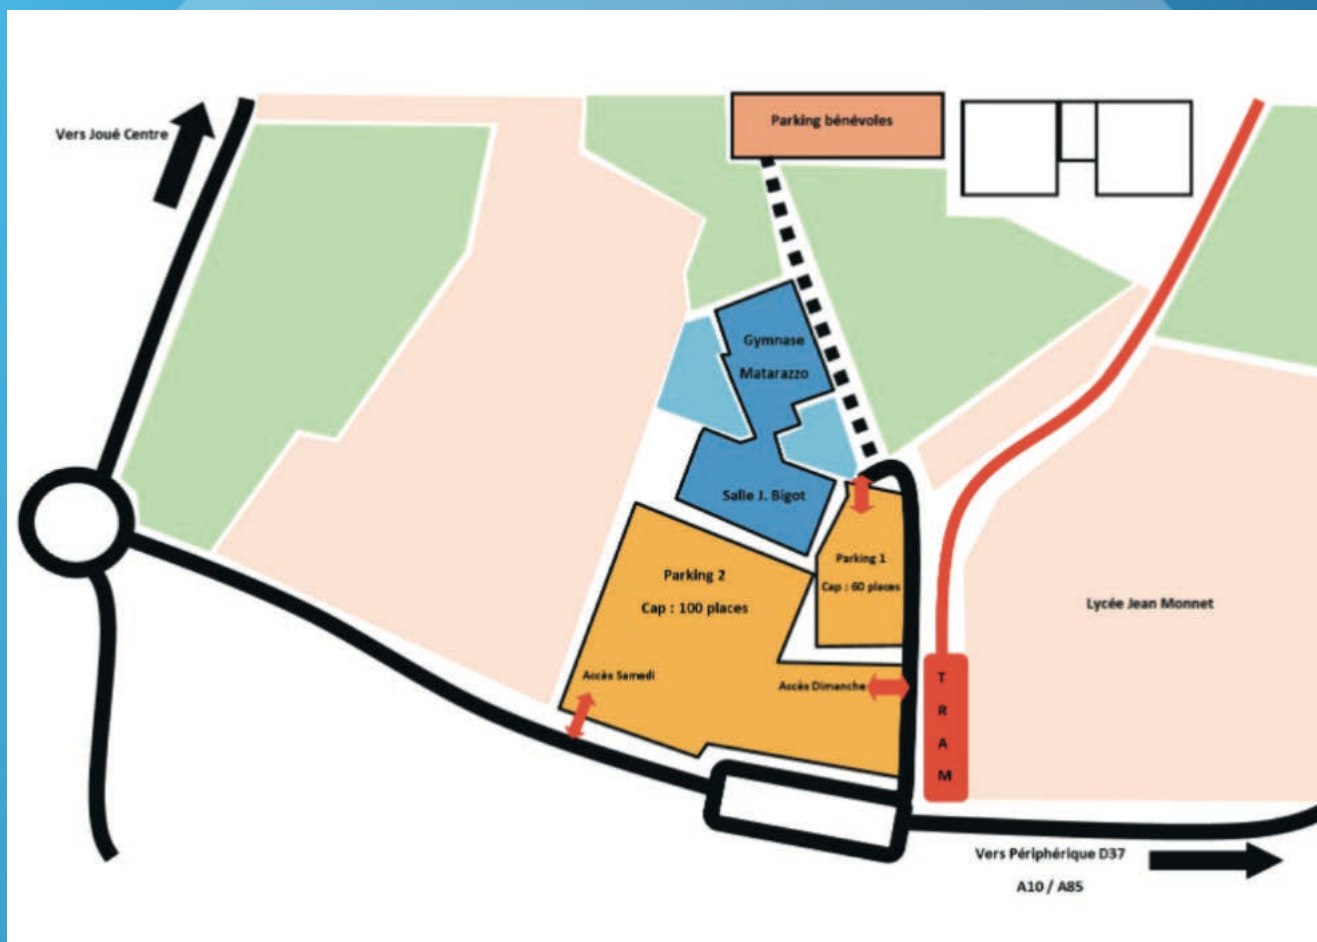 Vers Joué Centre
Parking bénévoles
Gymnase
Matarazzo
Salle J. Bigot
Parking 1
Cap : 60 places
Parking 2
Cap : 100 places
Lycée Jean Monnet
Accès Samedi
Accès Dimanche
T
R
A
M
Vers Périphérique D37
A10 / A85